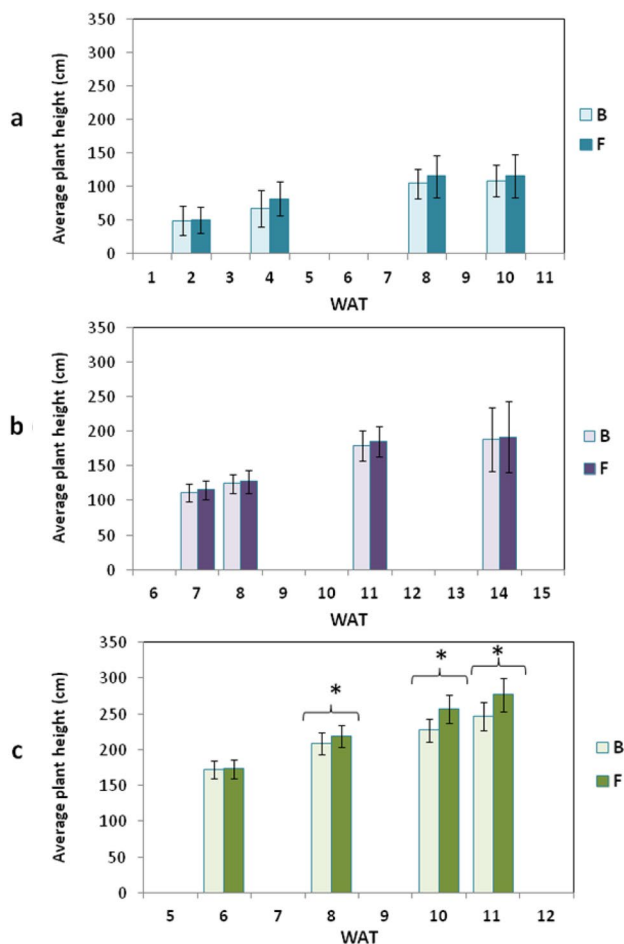 a
Average plant height (cm)
350
300
250
200
150
100
50
0
1 2 3 4 5 6 7 8 9 10 11
WAT
B
F
b
Average plant height (cm)
350
300
250
200
150
100
50
0
6 7 8 9 10 11 12 13 14 15
WAT
B
F
c
Average plant height (cm)
350
300
250
200
150
100
50
0
* * *
5 6 7 8 9 10 11 12
WAT
B
F